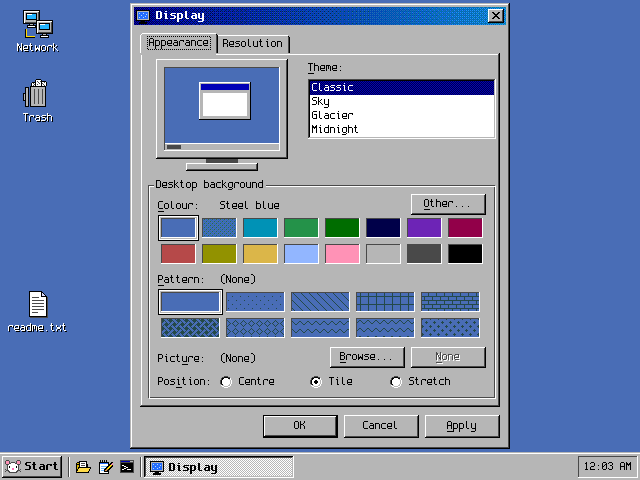 Network
Trash
readme.txt
Display
Appearance
Resolution
Theme:
Classic
Sky
Glacier
Midnight
Desktop background
Colour: Steel blue
Other...
Pattern: (None)
Picture: (None)
Browse...
None
Position: Centre Tile Stretch
OK
Cancel
Apply
Start
Display
12:03 AM